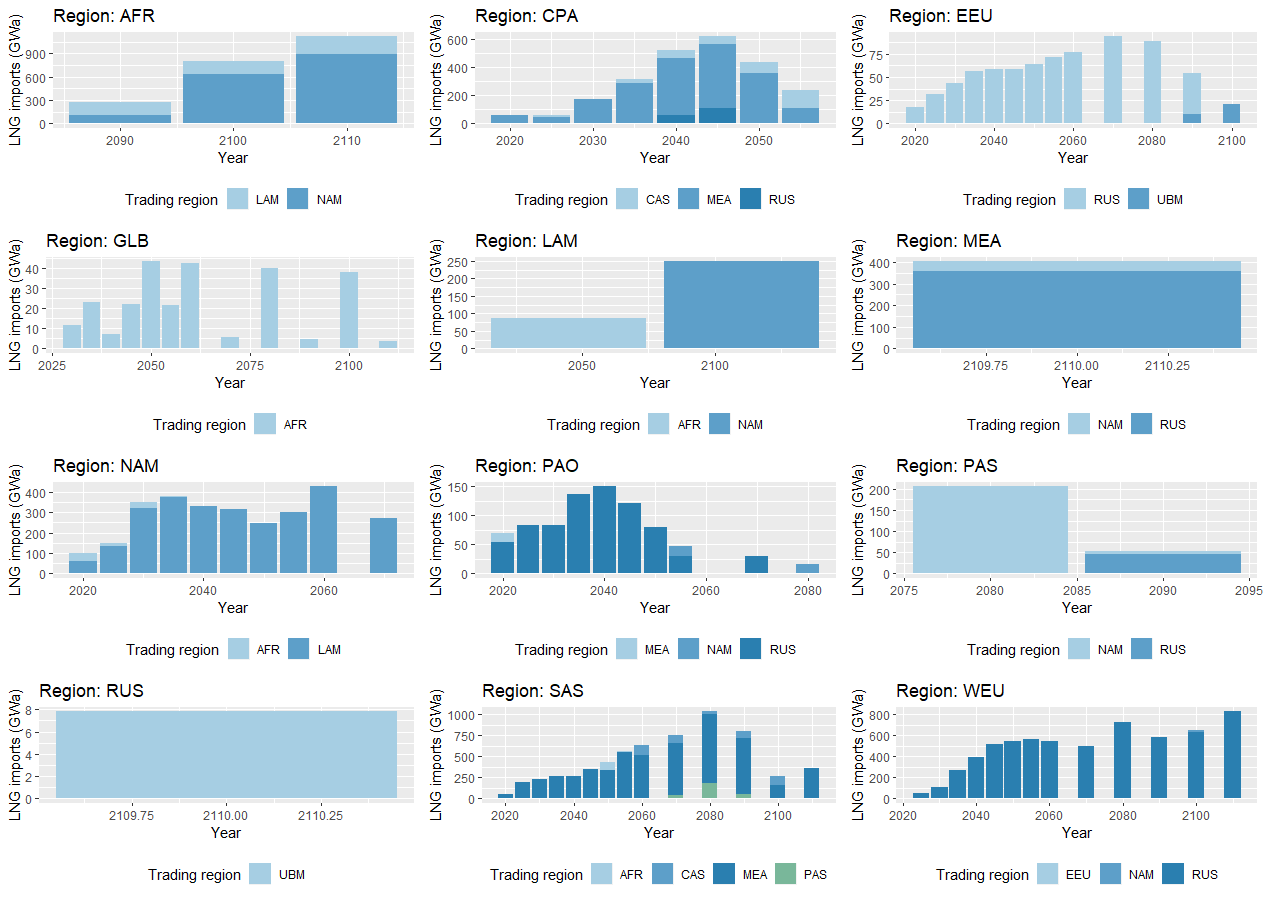 Region: AFR
LNG imports (GWa)
900
600
300
0
2090 2100 2110
Year
Trading region LAM NAM
Region: CPA
LNG imports (GWa)
600
400
200
0
2020 2030 2040 2050
Year
Trading region CAS MEA RUS
Region: EEU
LNG imports (GWa)
75
50
25
0
2020 2040 2060 2080 2100
Year
Trading region RUS UBM
Region: GLB
LNG imports (GWa)
40
30
20
10
0
2025 2050 2075 2100
Year
Trading region AFR
Region: LAM
LNG imports (GWa)
250
200
150
100
50
0
2050 2100
Year
Trading region AFR NAM
Region: MEA
LNG imports (GWa)
400
300
200
100
0
2109.75 2110.00 2110.25
Year
Trading region NAM RUS
Region: NAM
LNG imports (GWa)
400
300
200
100
0
2020 2040 2060
Year
Trading region AFR LAM
Region: PAO
LNG imports (GWa)
150
100
50
0
2020 2040 2060 2080
Year
Trading region MEA NAM RUS
Region: PAS
LNG imports (GWa)
200
150
100
50
0
2075 2080 2085 2090 2095
Year
Trading region NAM RUS
Region: RUS
LNG imports (GWa)
8
6
4
2
0
2109.75 2110.00 2110.25
Year
Trading region UBM
Region: SAS
LNG imports (GWa)
1000
750
500
250
0
2020 2040 2060 2080 2100
Year
Trading region AFR CAS MEA PAS
Region: WEU
LNG imports (GWa)
800
600
400
200
0
2020 2040 2060 2080 2100
Year
Trading region EEU NAM RUS